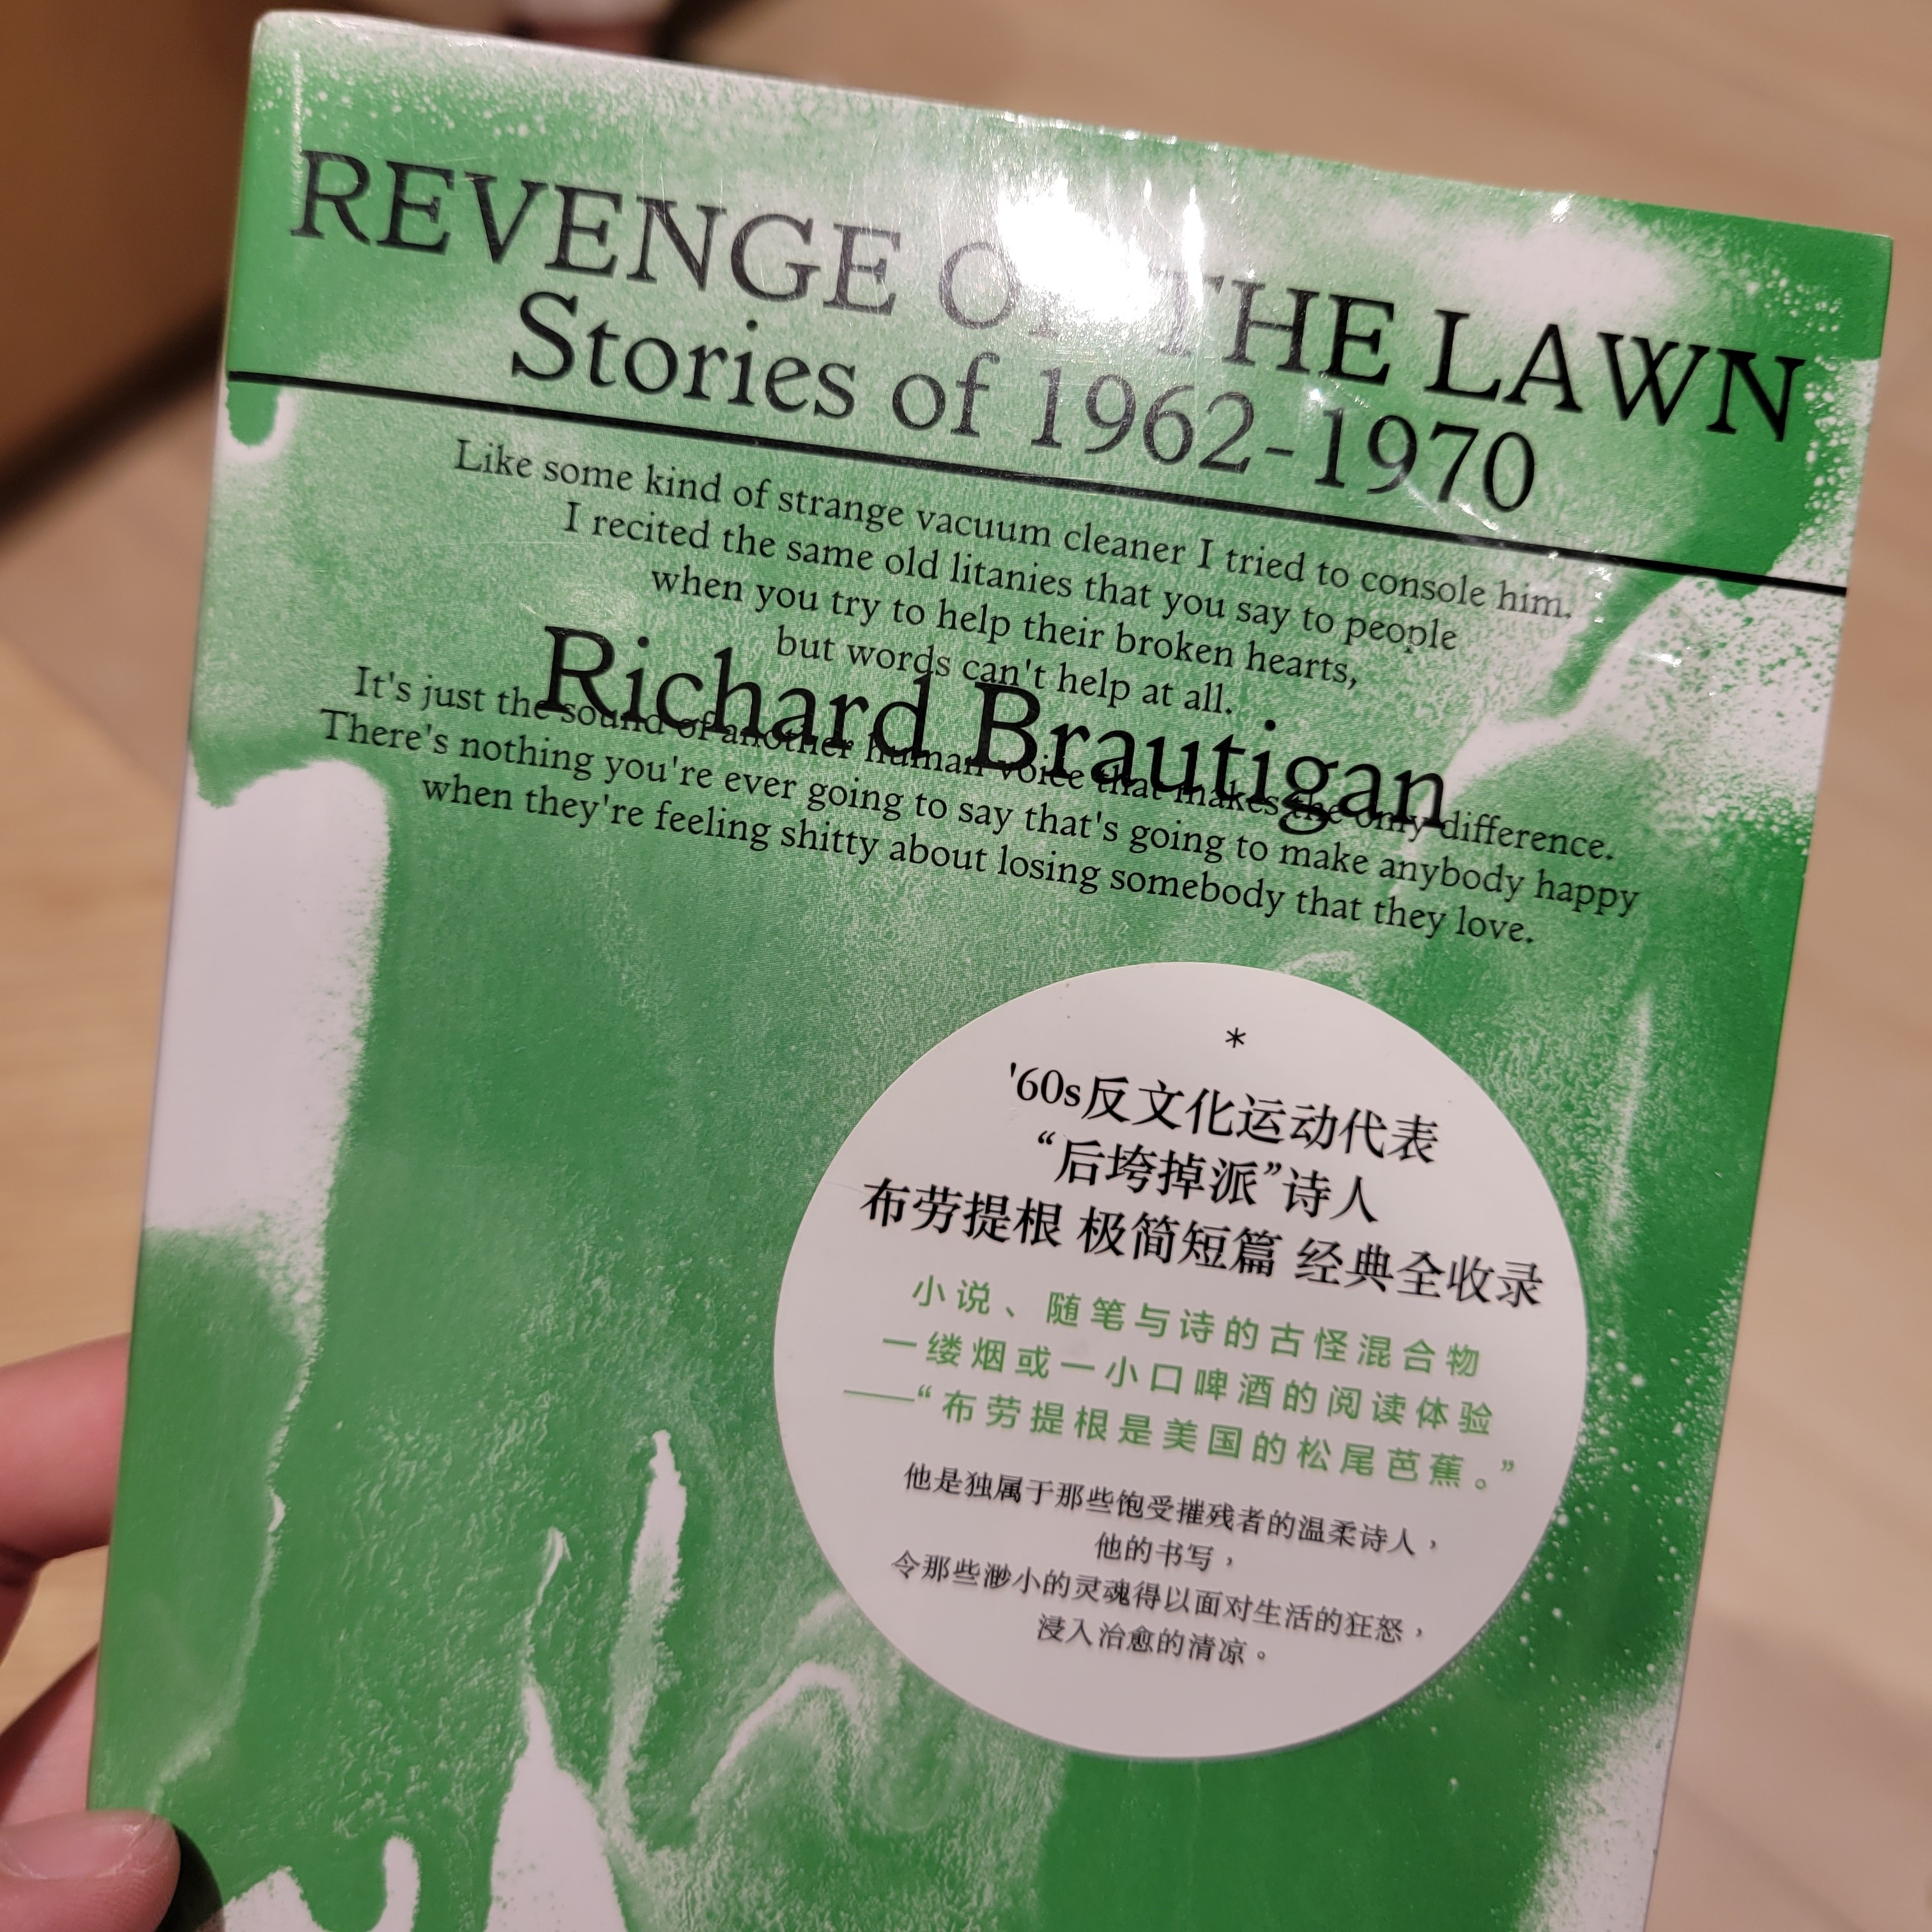 REVENGE OF THE LAWN
Stories of 1962-1970
Like some kind of strange vacuum cleaner I tried to console him.
I recited the same old litanies that you say to people
when you try to help their broken hearts,
but words can't help at all.
Richard Brautigan
It's just the sound of another human voice that makes the only difference.
There's nothing you're ever going to say that's going to make anybody happy
when they're feeling shitty about losing somebody that they love.
*
'60s反文化运动代表
“后垮掉派”诗人
布劳提根 极简短篇 经典全收录
小说、随笔与诗的古怪混合物
一缕烟或一小口啤酒的阅读体验
——“布劳提根是美国的松尾芭蕉。”
他是独属于那些饱受摧残者的温柔诗人，
他的书写，
令那些渺小的灵魂得以面对生活的狂怒，
浸入治愈的清凉。